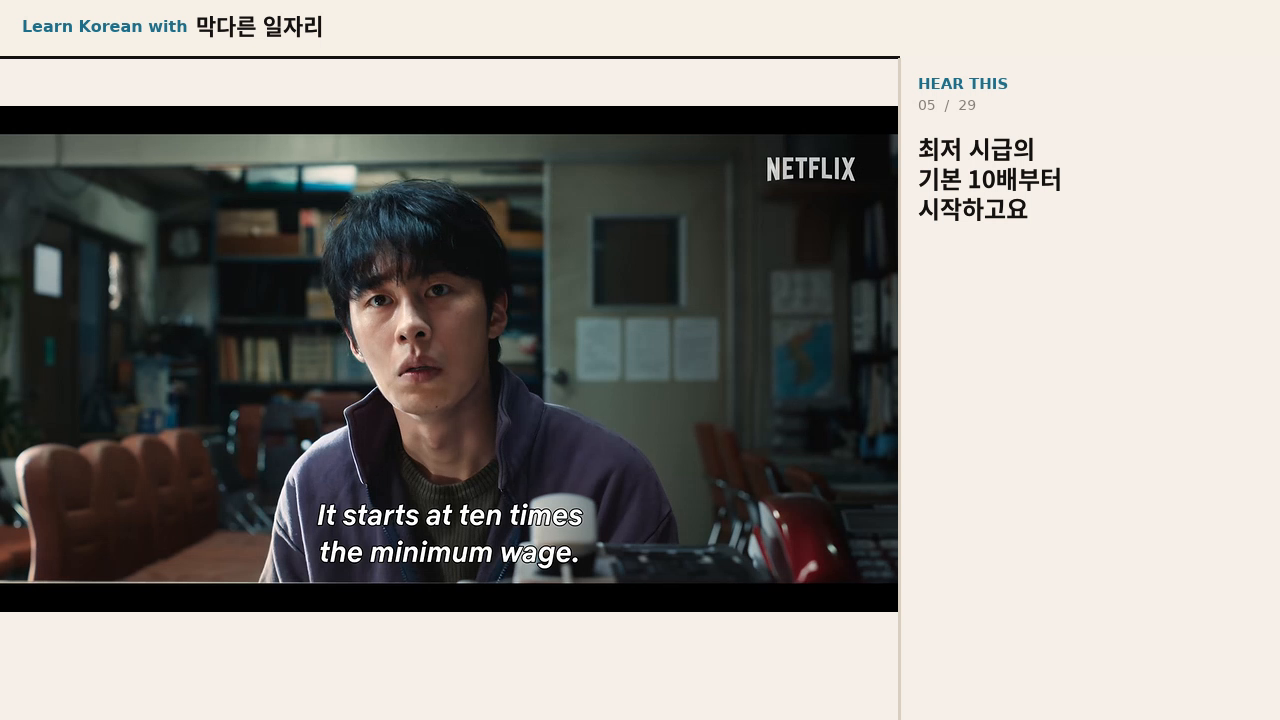 Learn Korean with 막다른 일자리
HEAR THIS
05 / 29
최저 시급의
기본 10배부터
시작하고요
NETFLIX
It starts at ten times
the minimum wage.